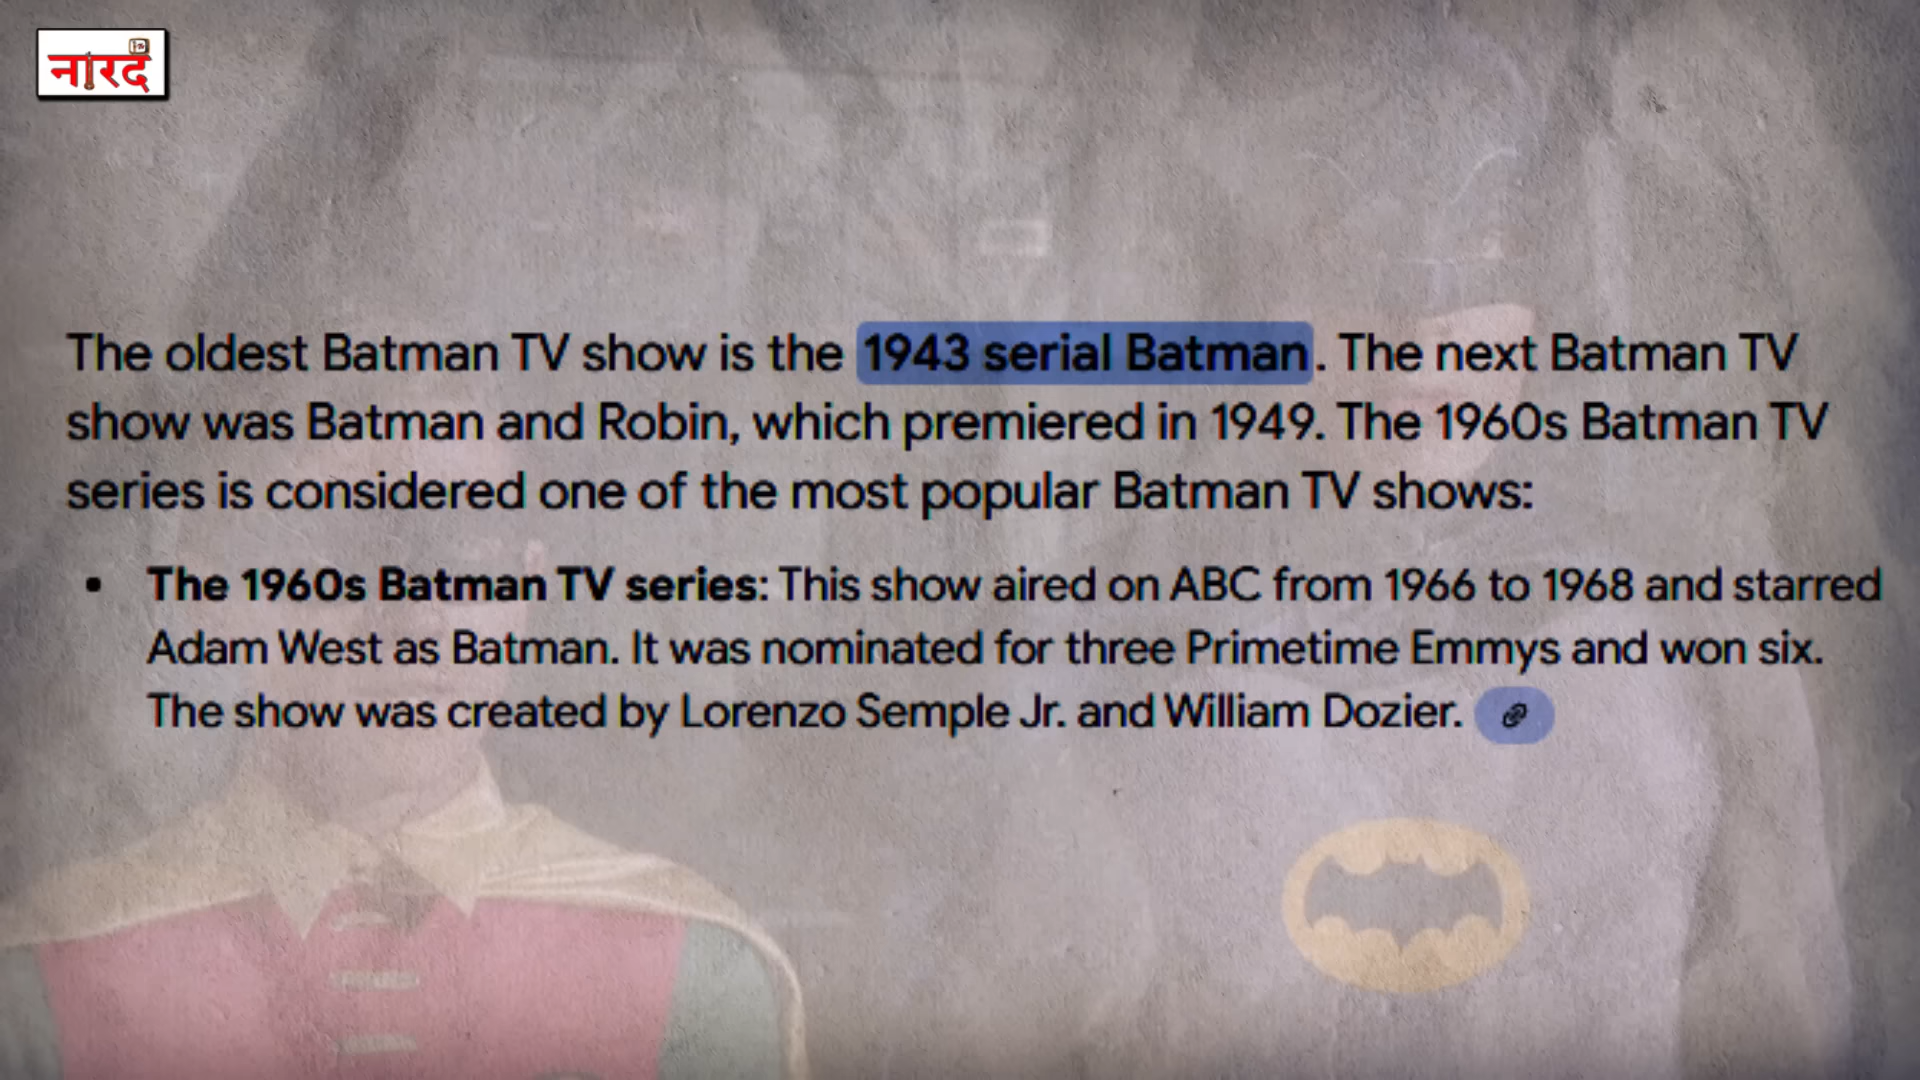 नारद
The oldest Batman TV show is the 1943 serial Batman. The next Batman TV
show was Batman and Robin, which premiered in 1949. The 1960s Batman TV
series is considered one of the most popular Batman TV shows:
• The 1960s Batman TV series: This show aired on ABC from 1966 to 1968 and starred
Adam West as Batman. It was nominated for three Primetime Emmys and won six.
The show was created by Lorenzo Semple Jr. and William Dozier.